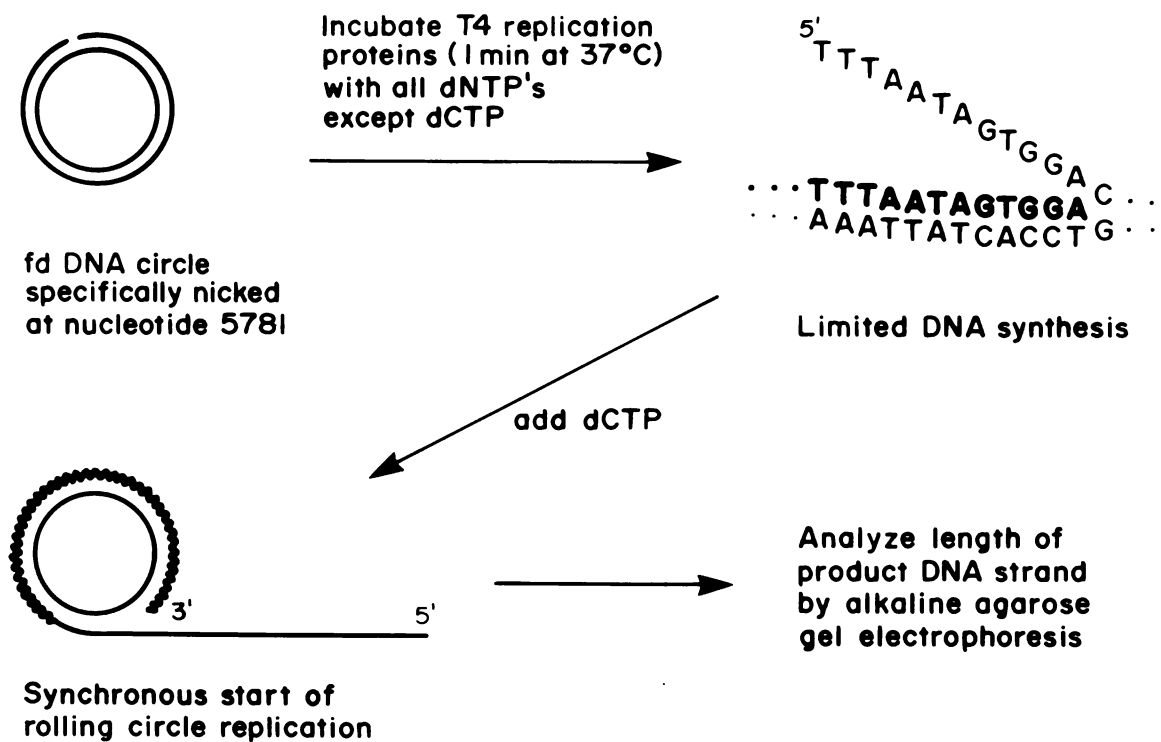 Incubate T4 replication
proteins (1 min at 37°C)
with all dNTP's
except dCTP
5'
TTTAATAGTGGAC . .
. . . TTTAATAGTGGA
. . . AAATTATCACCTG . .
fd DNA circle
specifically nicked
at nucleotide 5781
Limited DNA synthesis
add dCTP
3'
5'
Analyze length of
product DNA strand
by alkaline agarose
gel electrophoresis
Synchronous start of
rolling circle replication